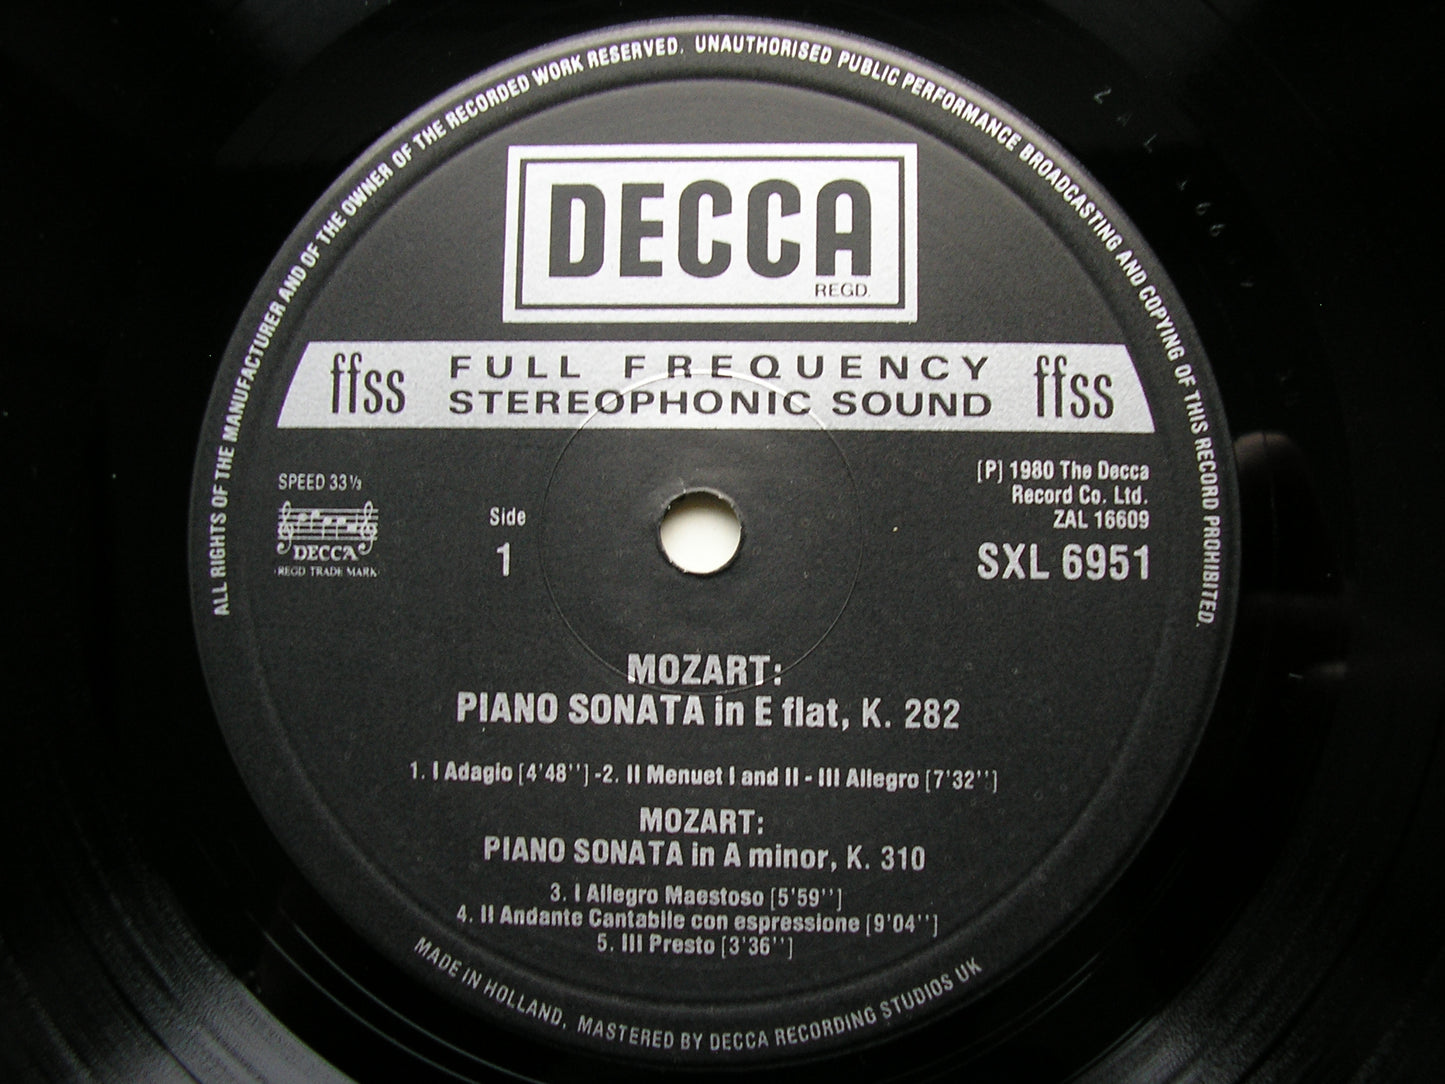 ALL RIGHTS OF THE MANUFACTURER AND OF THE OWNER OF THE RECORDED WORK RESERVED. UNAUTHORISED PUBLIC PERFORMANCE BROADCASTING AND COPYING OF THIS RECORD PROHIBITED.
DECCA
REGD.
ffss FULL FREQUENCY ffss
STEREOPHONIC SOUND
SPEED 33⅓
DECCA
REGD TRADE MARK
Side
1
[P] 1980 The Decca
Record Co. Ltd.
ZAL 16609
SXL 6951
MOZART:
PIANO SONATA in E flat, K. 282
1. I Adagio [4'48''] -2. II Menuet I and II - III Allegro [7'32'']
MOZART:
PIANO SONATA in A minor, K. 310
3. I Allegro Maestoso [5'59'']
4. II Andante Cantabile con espressione [9'04'']
5. III Presto [3'36'']
MADE IN HOLLAND. MASTERED BY DECCA RECORDING STUDIOS UK